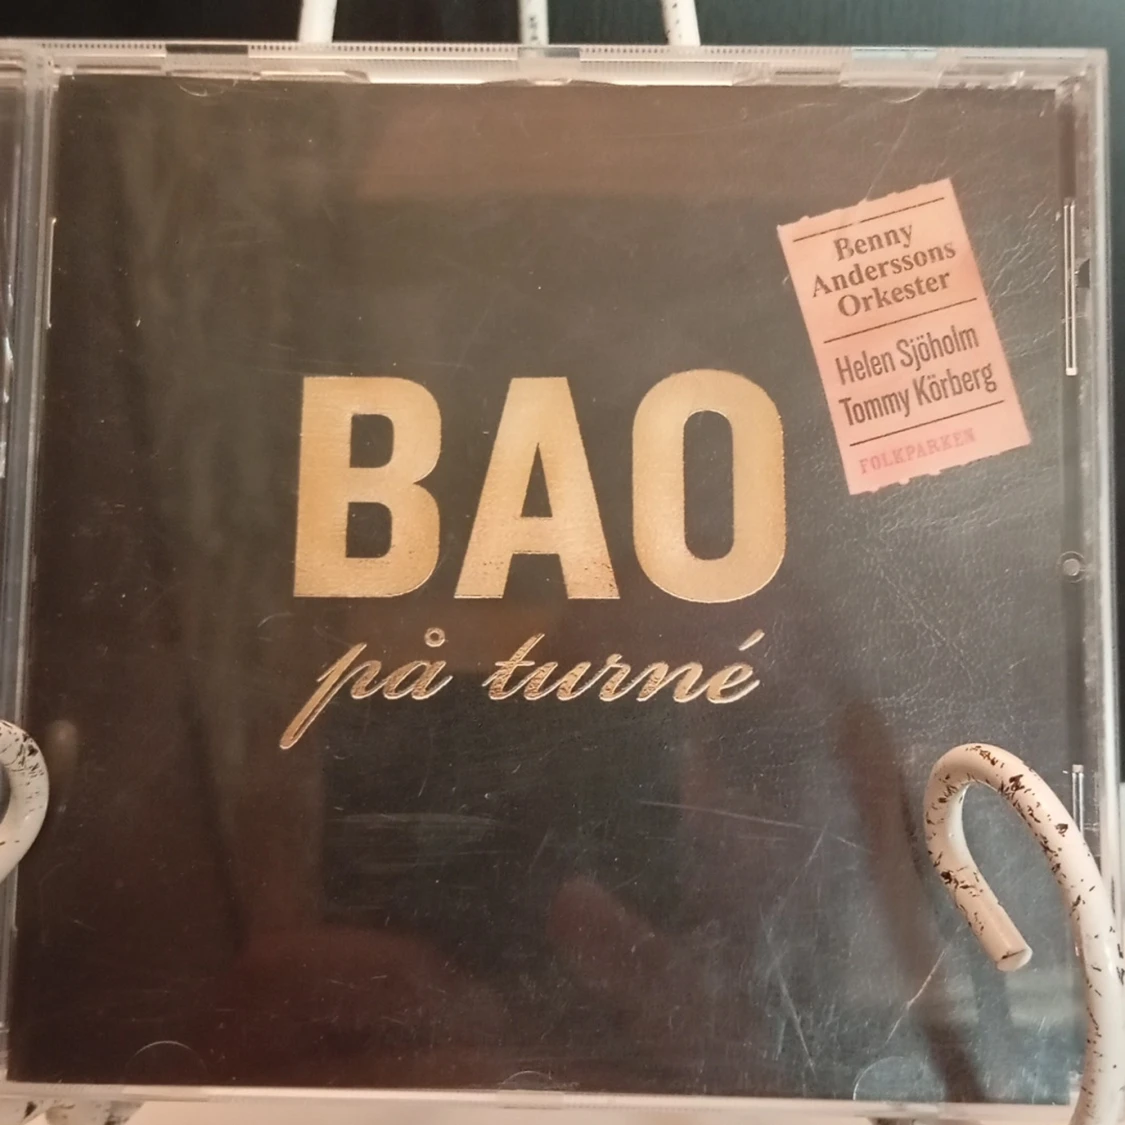 BAO
på turné
Benny
Anderssons
Orkester
Helen Sjöholm
Tommy Körberg
FOLKPARKEN